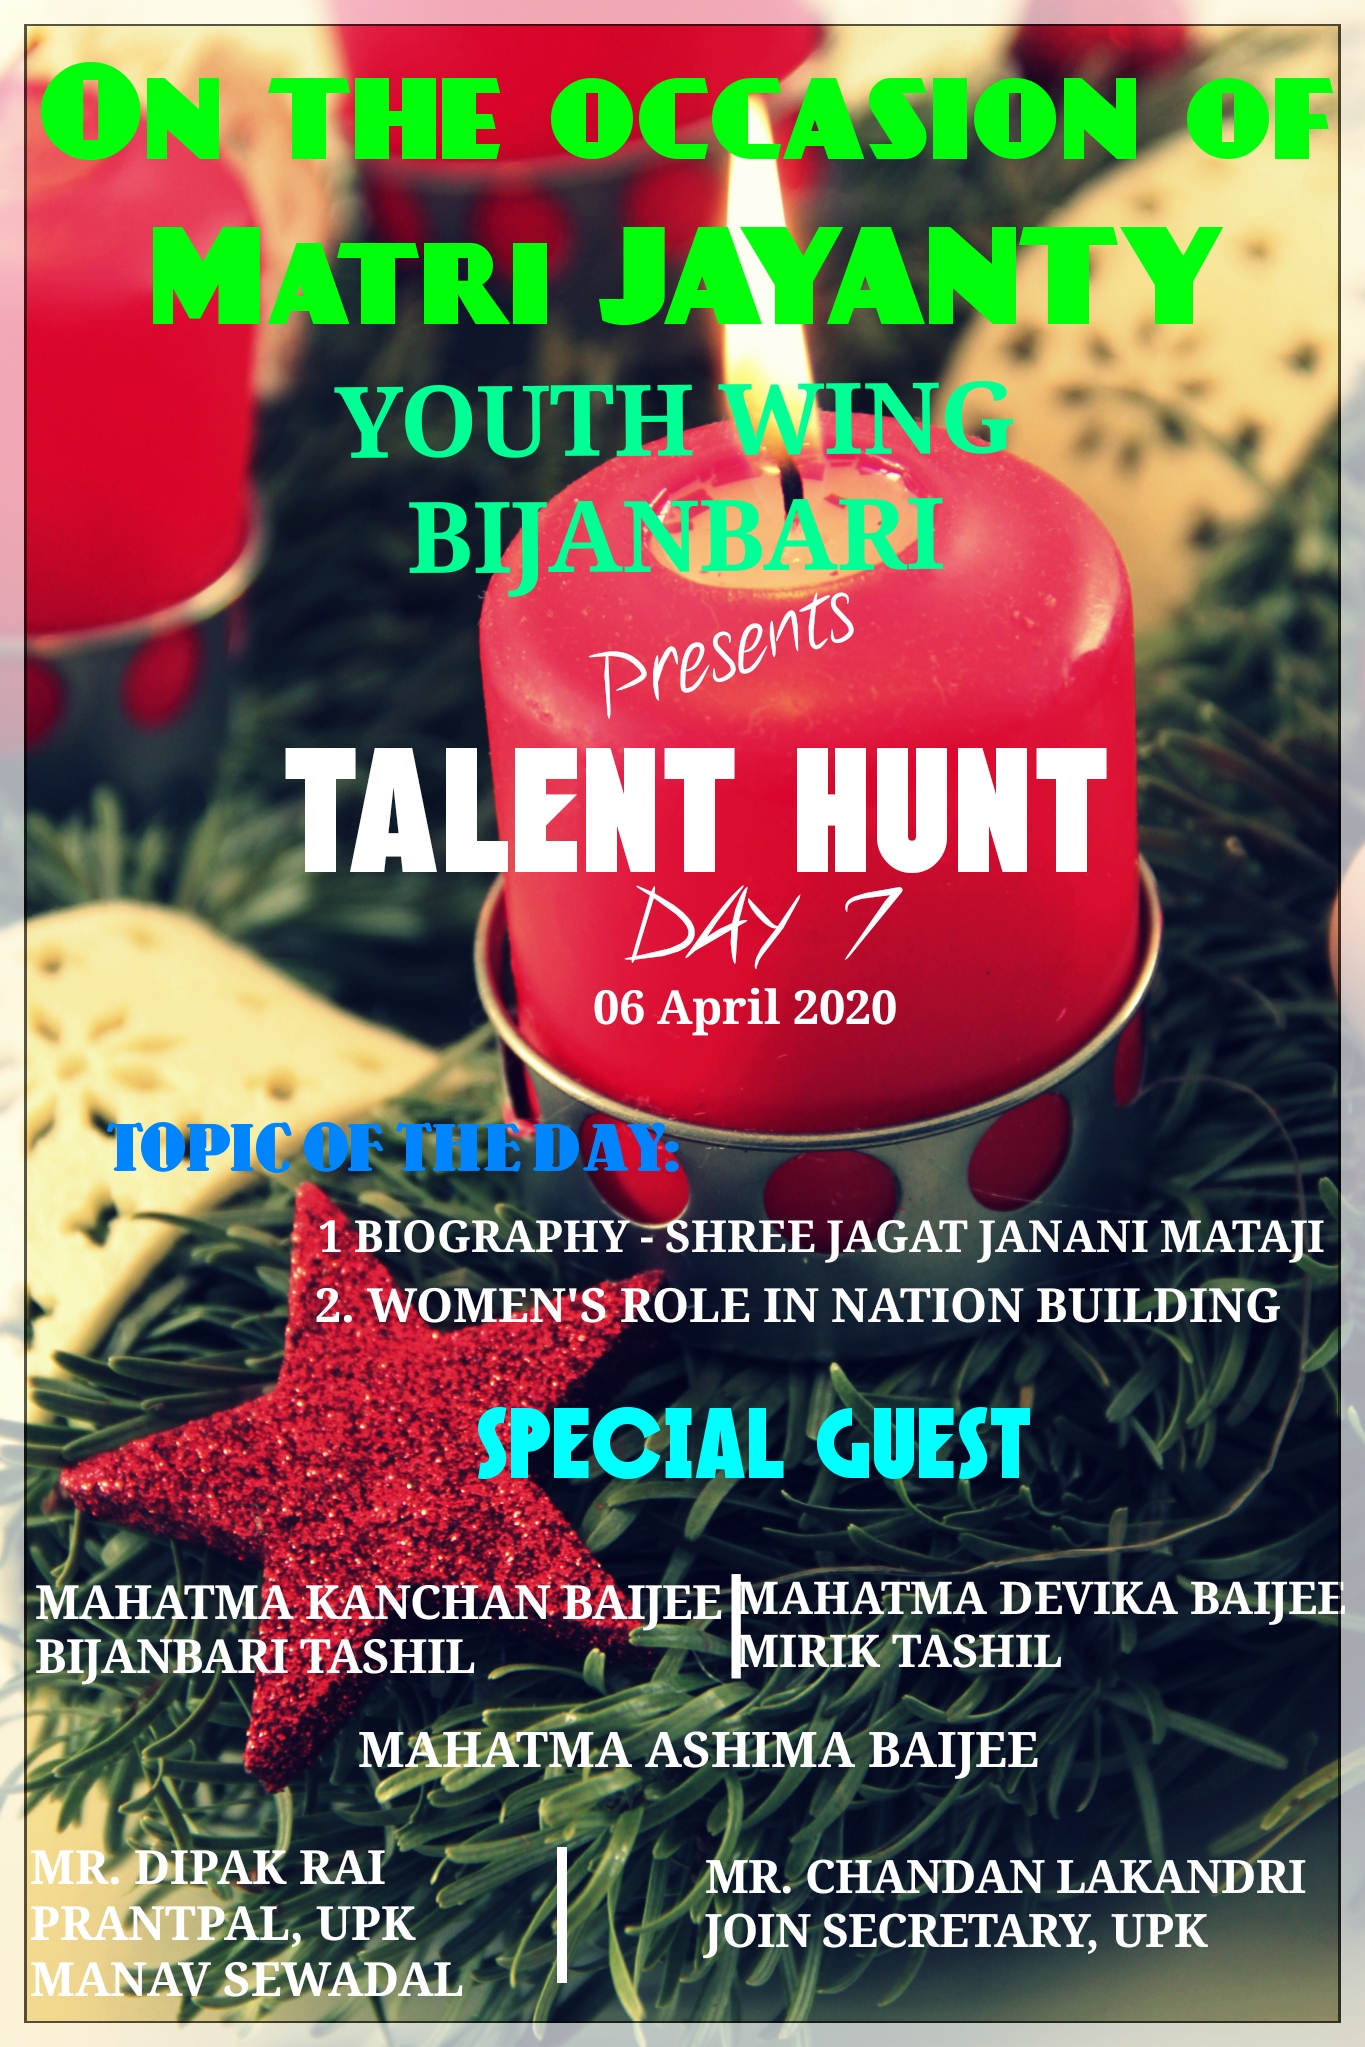 On the occasion of
Matri JAYANTY
YOUTH WING
BIJANBARI
Presents
TALENT HUNT
DAY 7
06 April 2020
TOPIC OF THE DAY:
1 BIOGRAPHY - SHREE JAGAT JANANI MATAJI
2. WOMEN'S ROLE IN NATION BUILDING
SPECIAL GUEST
MAHATMA KANCHAN BAIJEE
BIJANBARI TASHIL
MAHATMA DEVIKA BAIJEE
MIRIK TASHIL
MAHATMA ASHIMA BAIJEE
MR. DIPAK RAI
PRANTPAL, UPK
MANAV SEWADAL
MR. CHANDAN LAKANDRI
JOIN SECRETARY, UPK